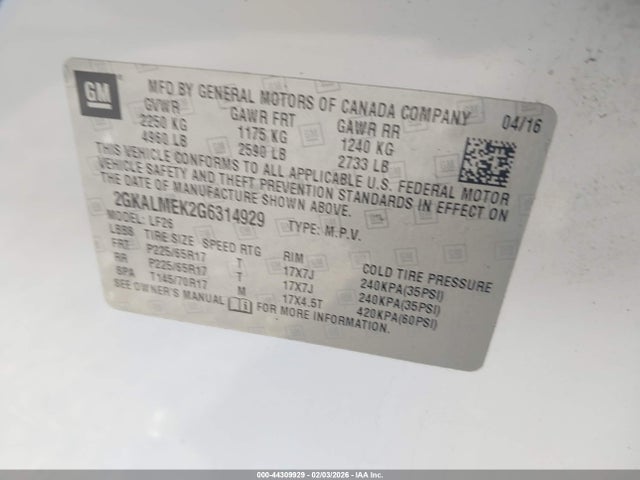 GM
MFD BY GENERAL MOTORS OF CANADA COMPANY 04/16
GVWR GAWR FRT GAWR RR
2250 KG 1175 KG 1240 KG
4960 LB 2590 LB 2733 LB
THIS VEHICLE CONFORMS TO ALL APPLICABLE U.S. FEDERAL MOTOR
VEHICLE SAFETY AND THEFT PREVENTION STANDARDS IN EFFECT ON
THE DATE OF MANUFACTURE SHOWN ABOVE.
2GKALMEK2G6314929 TYPE: M.P.V.
MODEL: LF26
LBSS TIRE SIZE SPEED RTG RIM COLD TIRE PRESSURE
FRT P225/65R17 T 17X7J 240KPA(35PSI)
RR P225/65R17 T 17X7J 240KPA(35PSI)
SPA T145/70R17 M 17X4.5T 420KPA(60PSI)
SEE OWNER'S MANUAL FOR MORE INFORMATION.
000-44309929 - 02/03/2026 - IAA Inc.